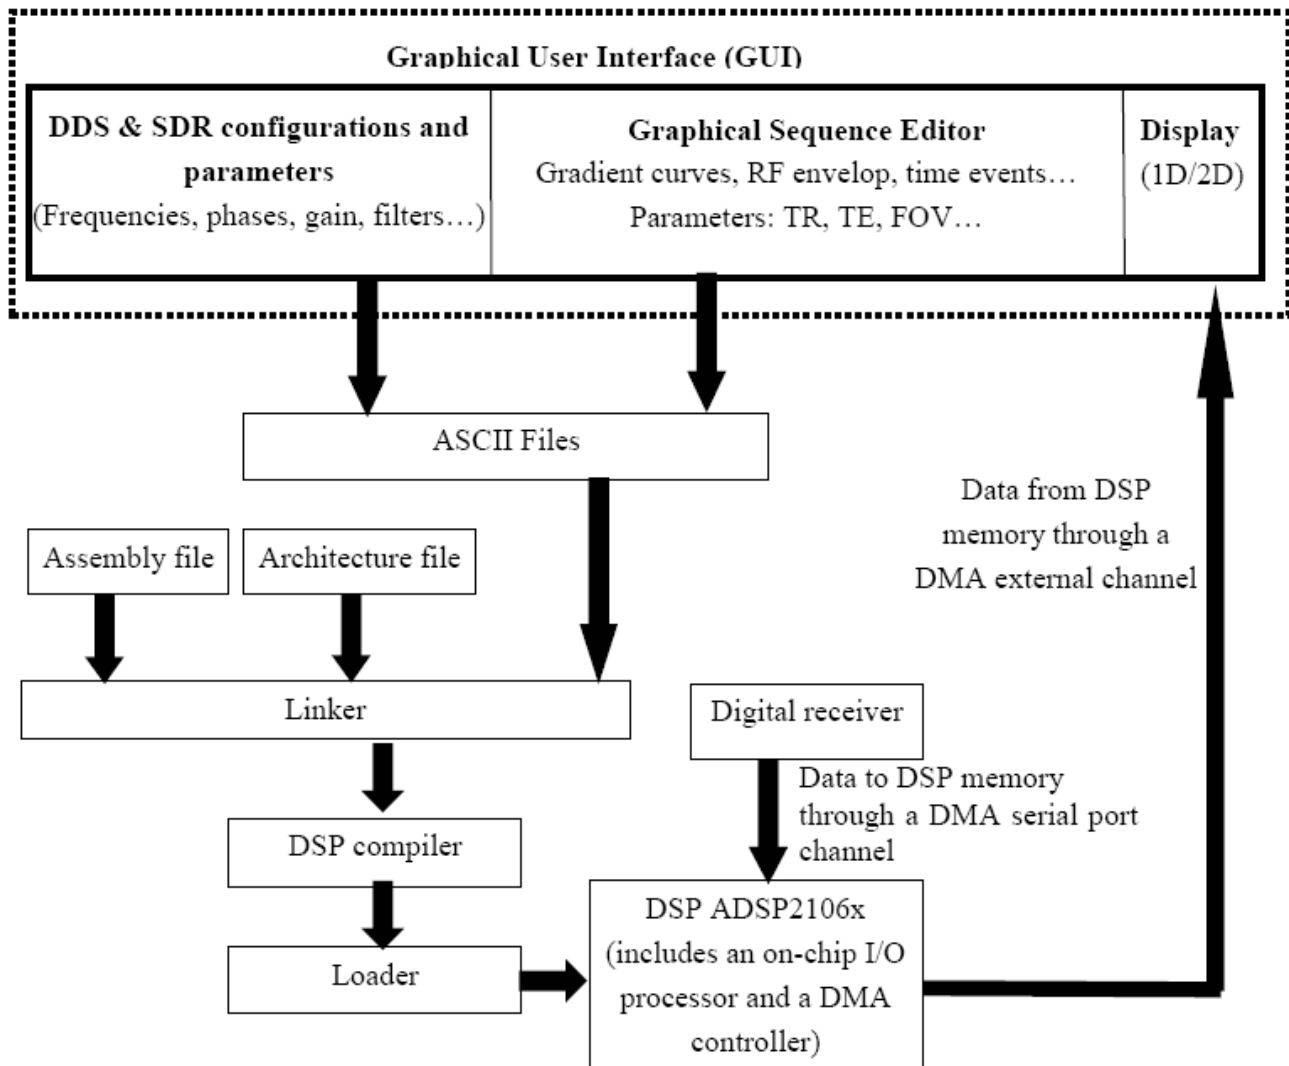 Graphical User Interface (GUI)
DDS & SDR configurations and
parameters
(Frequencies, phases, gain, filters…)
Graphical Sequence Editor
Gradient curves, RF envelop, time events…
Parameters: TR, TE, FOV…
Display
(1D/2D)
ASCII Files
Data from DSP
memory through a
DMA external channel
Assembly file
Architecture file
Linker
Digital receiver
Data to DSP memory
through a DMA serial port
channel
DSP compiler
DSP ADSP2106x
(includes an on-chip I/O
processor and a DMA
controller)
Loader